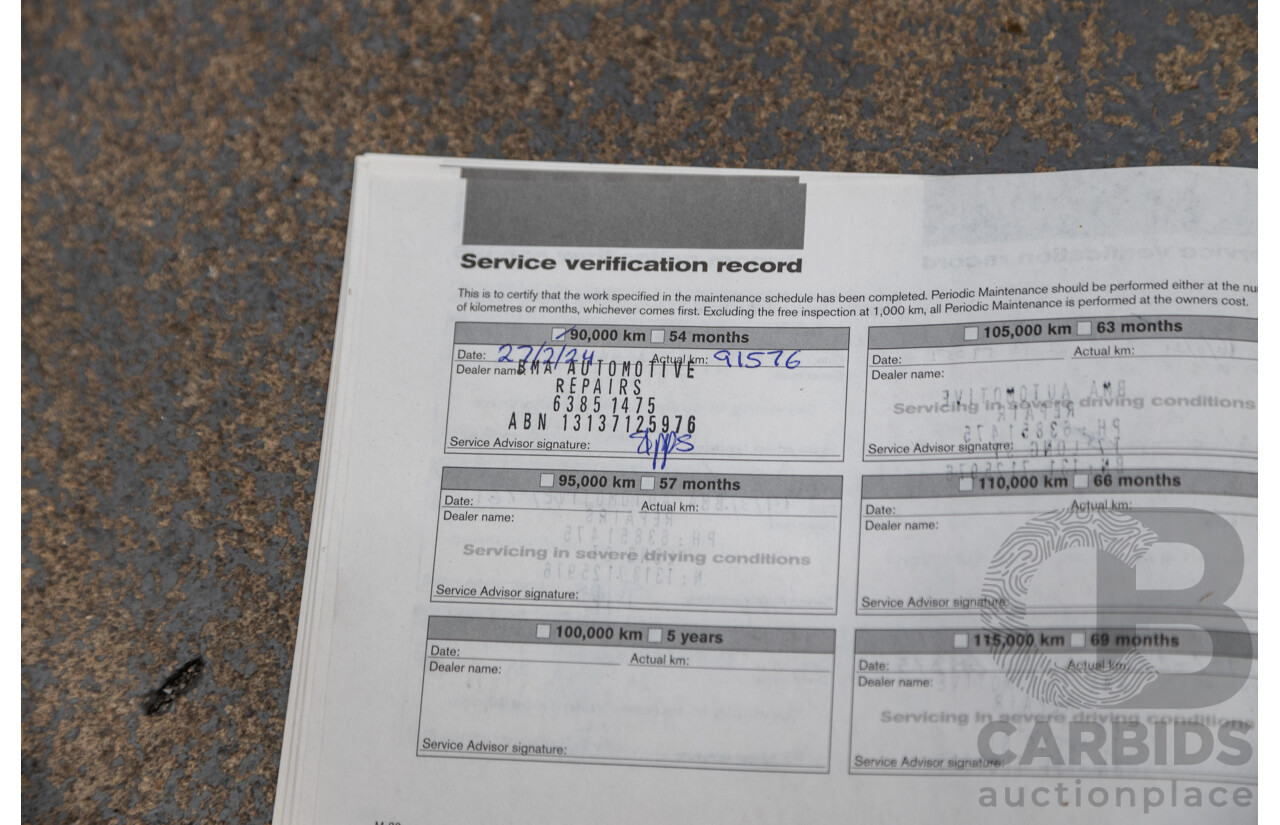 Service verification record
This is to certify that the work specified in the maintenance schedule has been completed. Periodic Maintenance should be performed either at the nu
of kilometres or months, whichever comes first. Excluding the free inspection at 1,000 km, all Periodic Maintenance is performed at the owners cost.
90,000 km 54 months
Date: 27/2/24 Actual km: 91576
Dealer name:
BMA AUTOMOTIVE
REPAIRS
6385 1475
ABN 13137125976
Service Advisor signature:
95,000 km 57 months
Date: Actual km:
Dealer name:
Servicing in severe driving conditions
Service Advisor signature:
100,000 km 5 years
Date: Actual km:
Dealer name:
Service Advisor signature:
105,000 km 63 months
Date: Actual km:
Dealer name:
Servicing in severe driving conditions
Service Advisor signature:
110,000 km 66 months
Date: Actual km:
Dealer name:
Service Advisor signature:
115,000 km 69 months
Date: Actual km:
Dealer name:
Servicing in severe driving conditions
Service Advisor signature:
CARBIDS
auctionplace